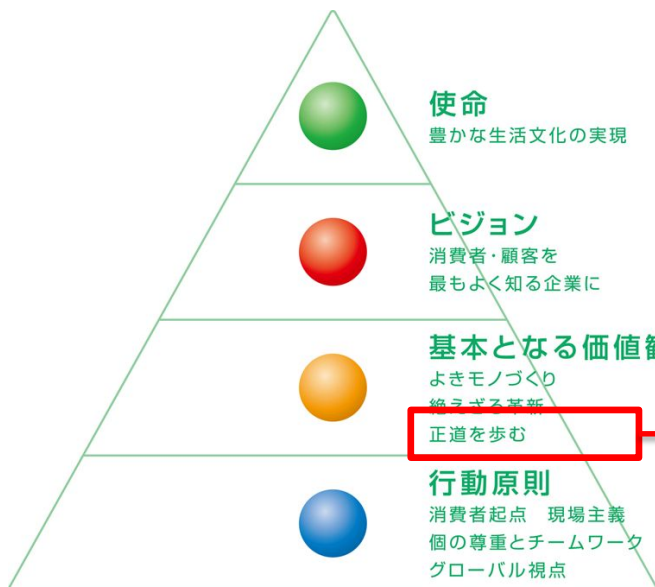 使命
豊かな生活文化の実現
ビジョン
消費者・顧客を
最もよく知る企業に
基本となる価値観
よきモノづくり
絶えざる革新
正道を歩む
行動原則
消費者起点 現場主義
個の尊重とチームワーク
グローバル視点